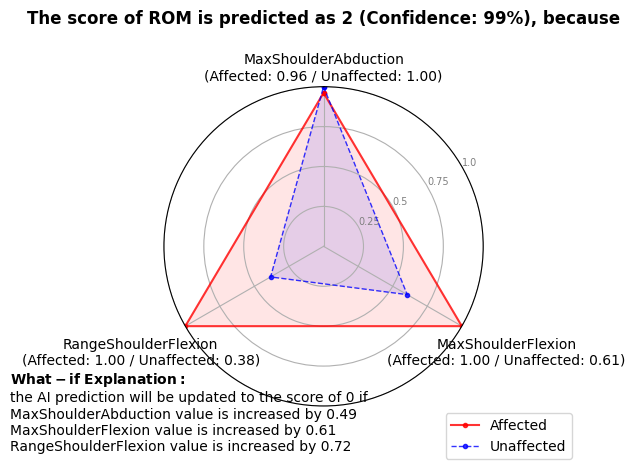 The score of ROM is predicted as 2 (Confidence: 99%), because
MaxShoulderAbduction
(Affected: 0.96 / Unaffected: 1.00)
1.0
0.75
0.5
0.25
RangeShoulderFlexion
(Affected: 1.00 / Unaffected: 0.38)
MaxShoulderFlexion
(Affected: 1.00 / Unaffected: 0.61)
What − if Explanation:
the AI prediction will be updated to the score of 0 if
MaxShoulderAbduction value is increased by 0.49
MaxShoulderFlexion value is increased by 0.61
RangeShoulderFlexion value is increased by 0.72
Affected
Unaffected